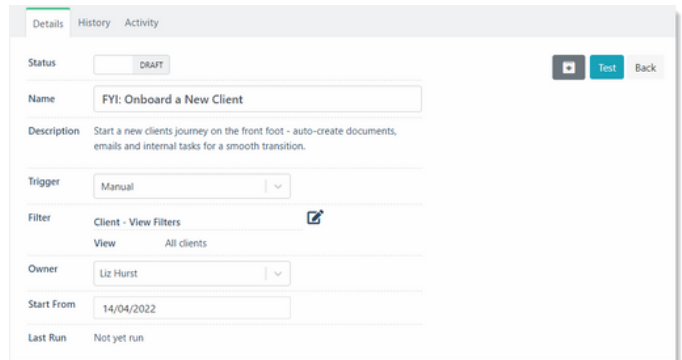 Details History Activity
Status DRAFT Test Back
Name FYI: Onboard a New Client
Description Start a new clients journey on the front foot - auto-create documents,
emails and internal tasks for a smooth transition.
Trigger Manual
Filter Client - View Filters
View All clients
Owner Liz Hurst
Start From 14/04/2022
Last Run Not yet run